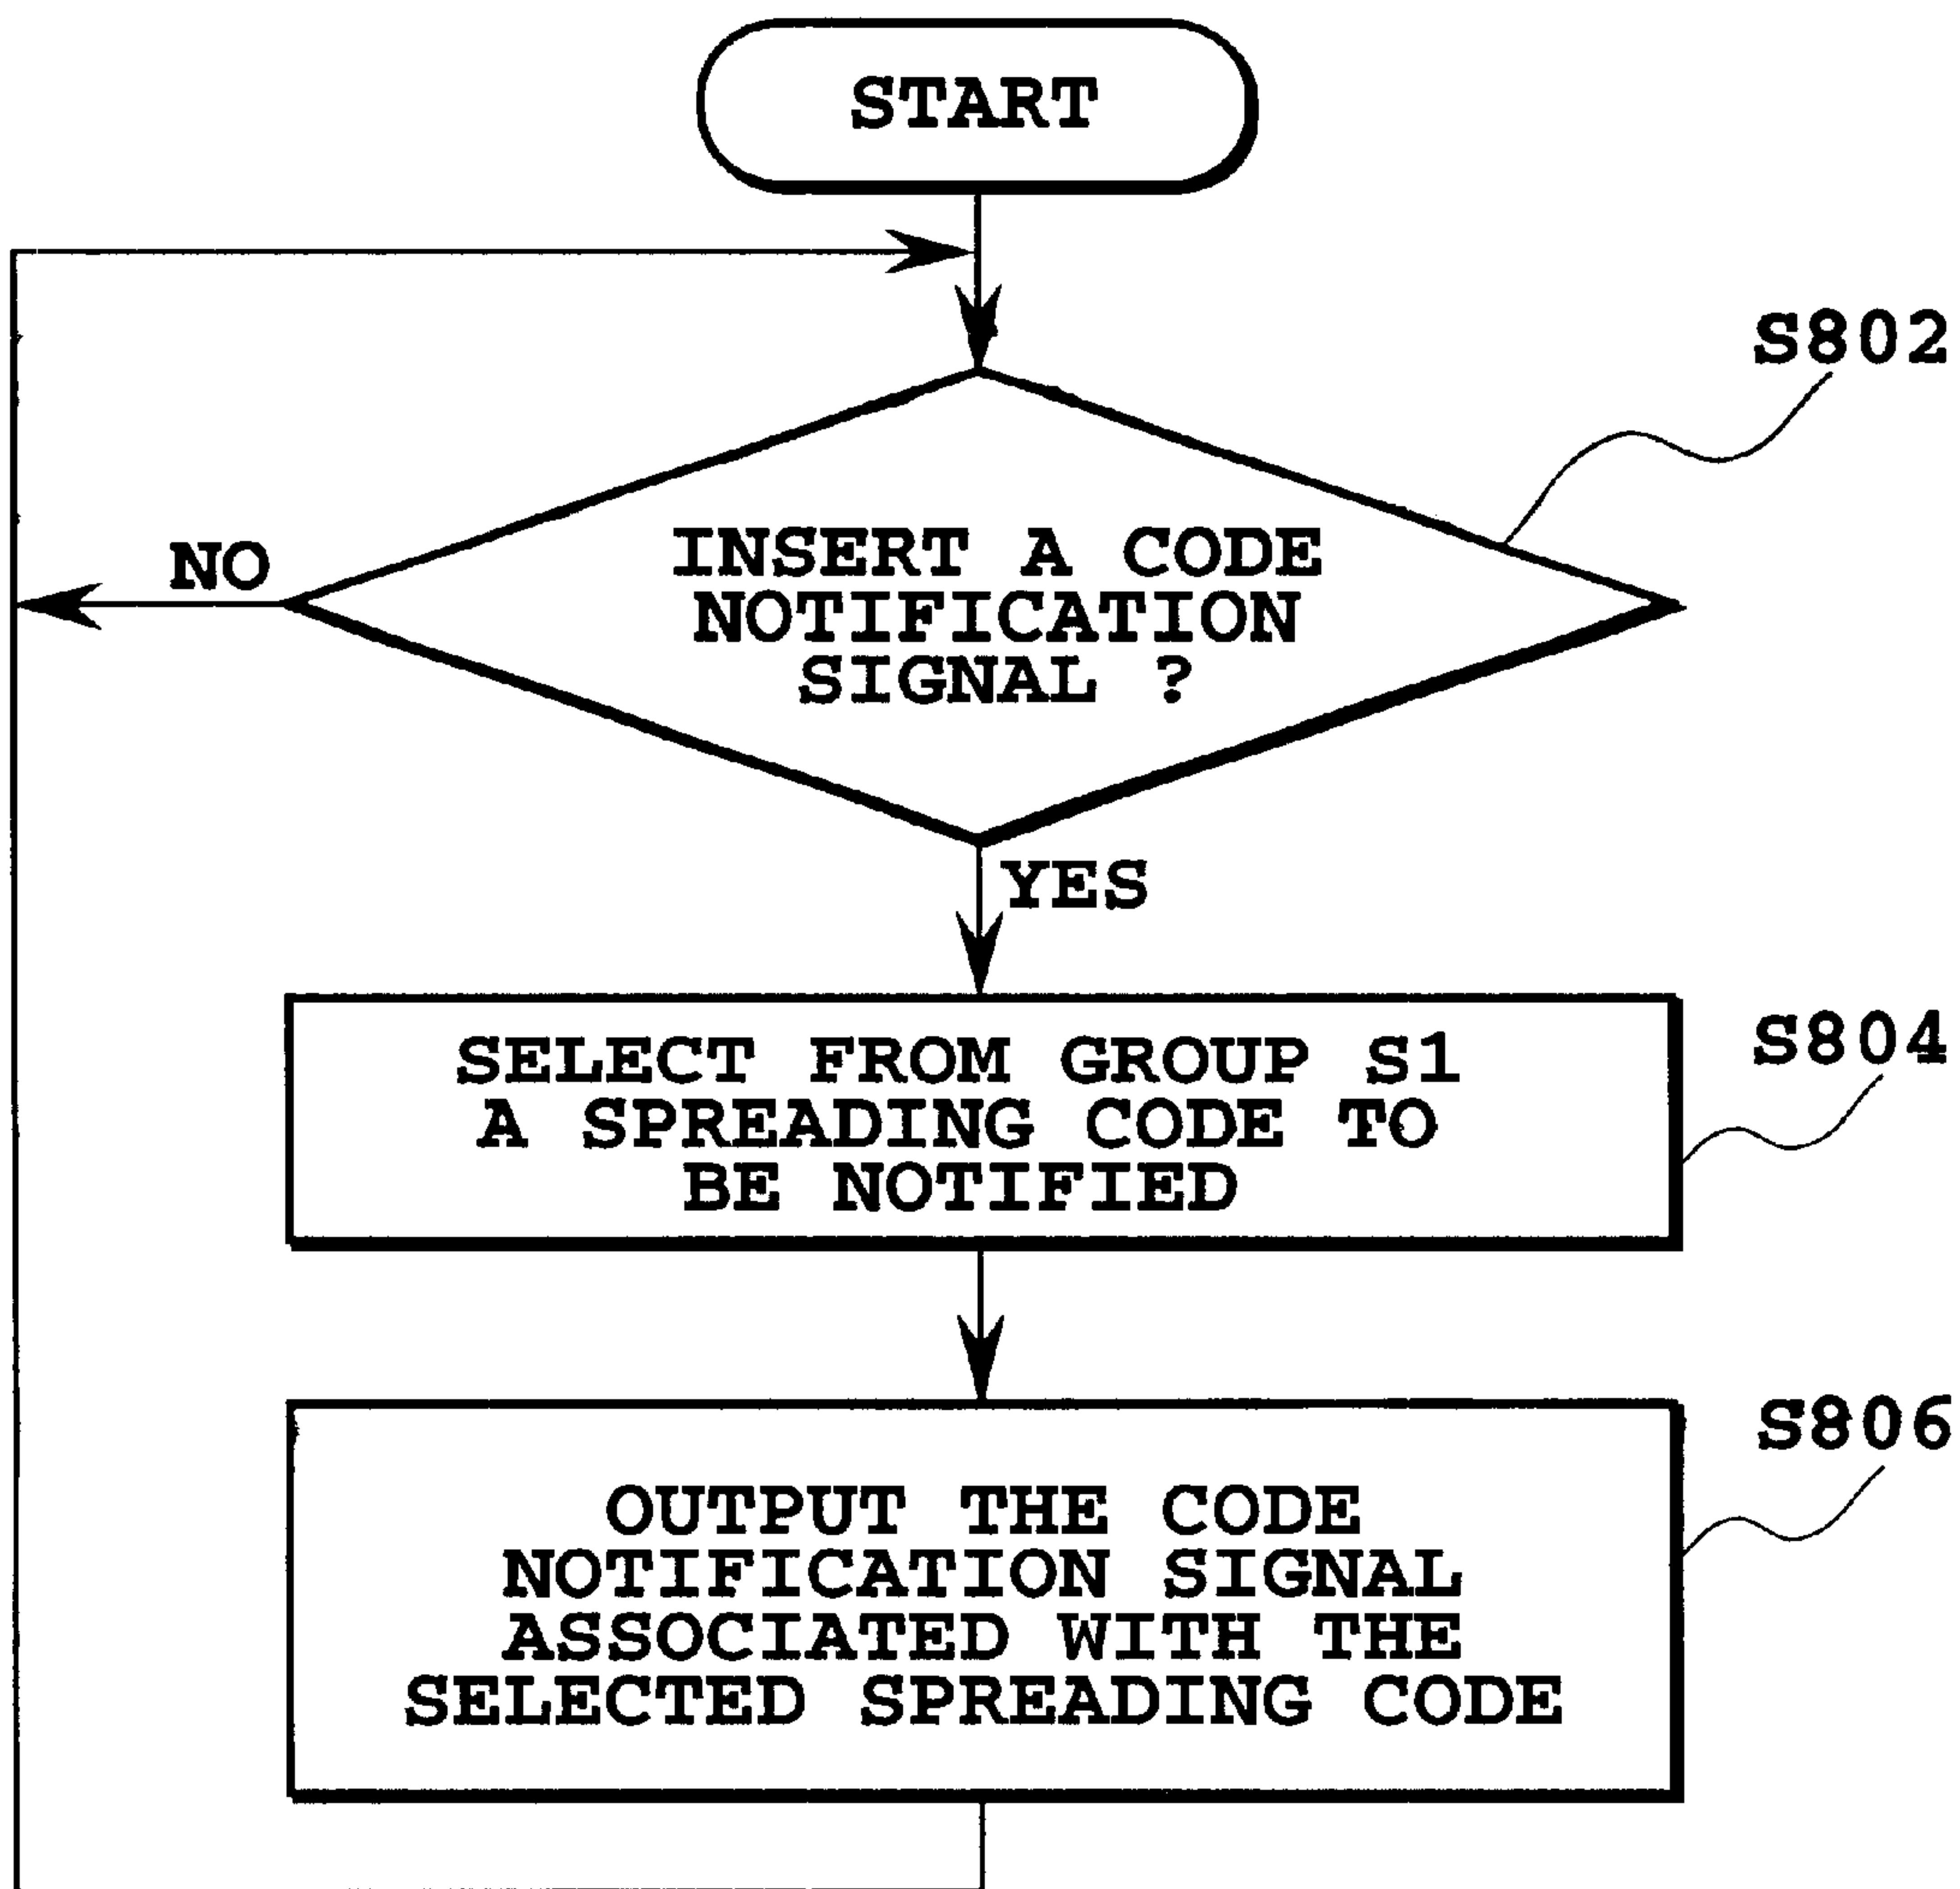 START
S802
INSERT A CODE
NOTIFICATION
SIGNAL ?
NO
YES
SELECT FROM GROUP S1
A SPREADING CODE TO
BE NOTIFIED
S804
OUTPUT THE CODE
NOTIFICATION SIGNAL
ASSOCIATED WITH THE
SELECTED SPREADING CODE
S806